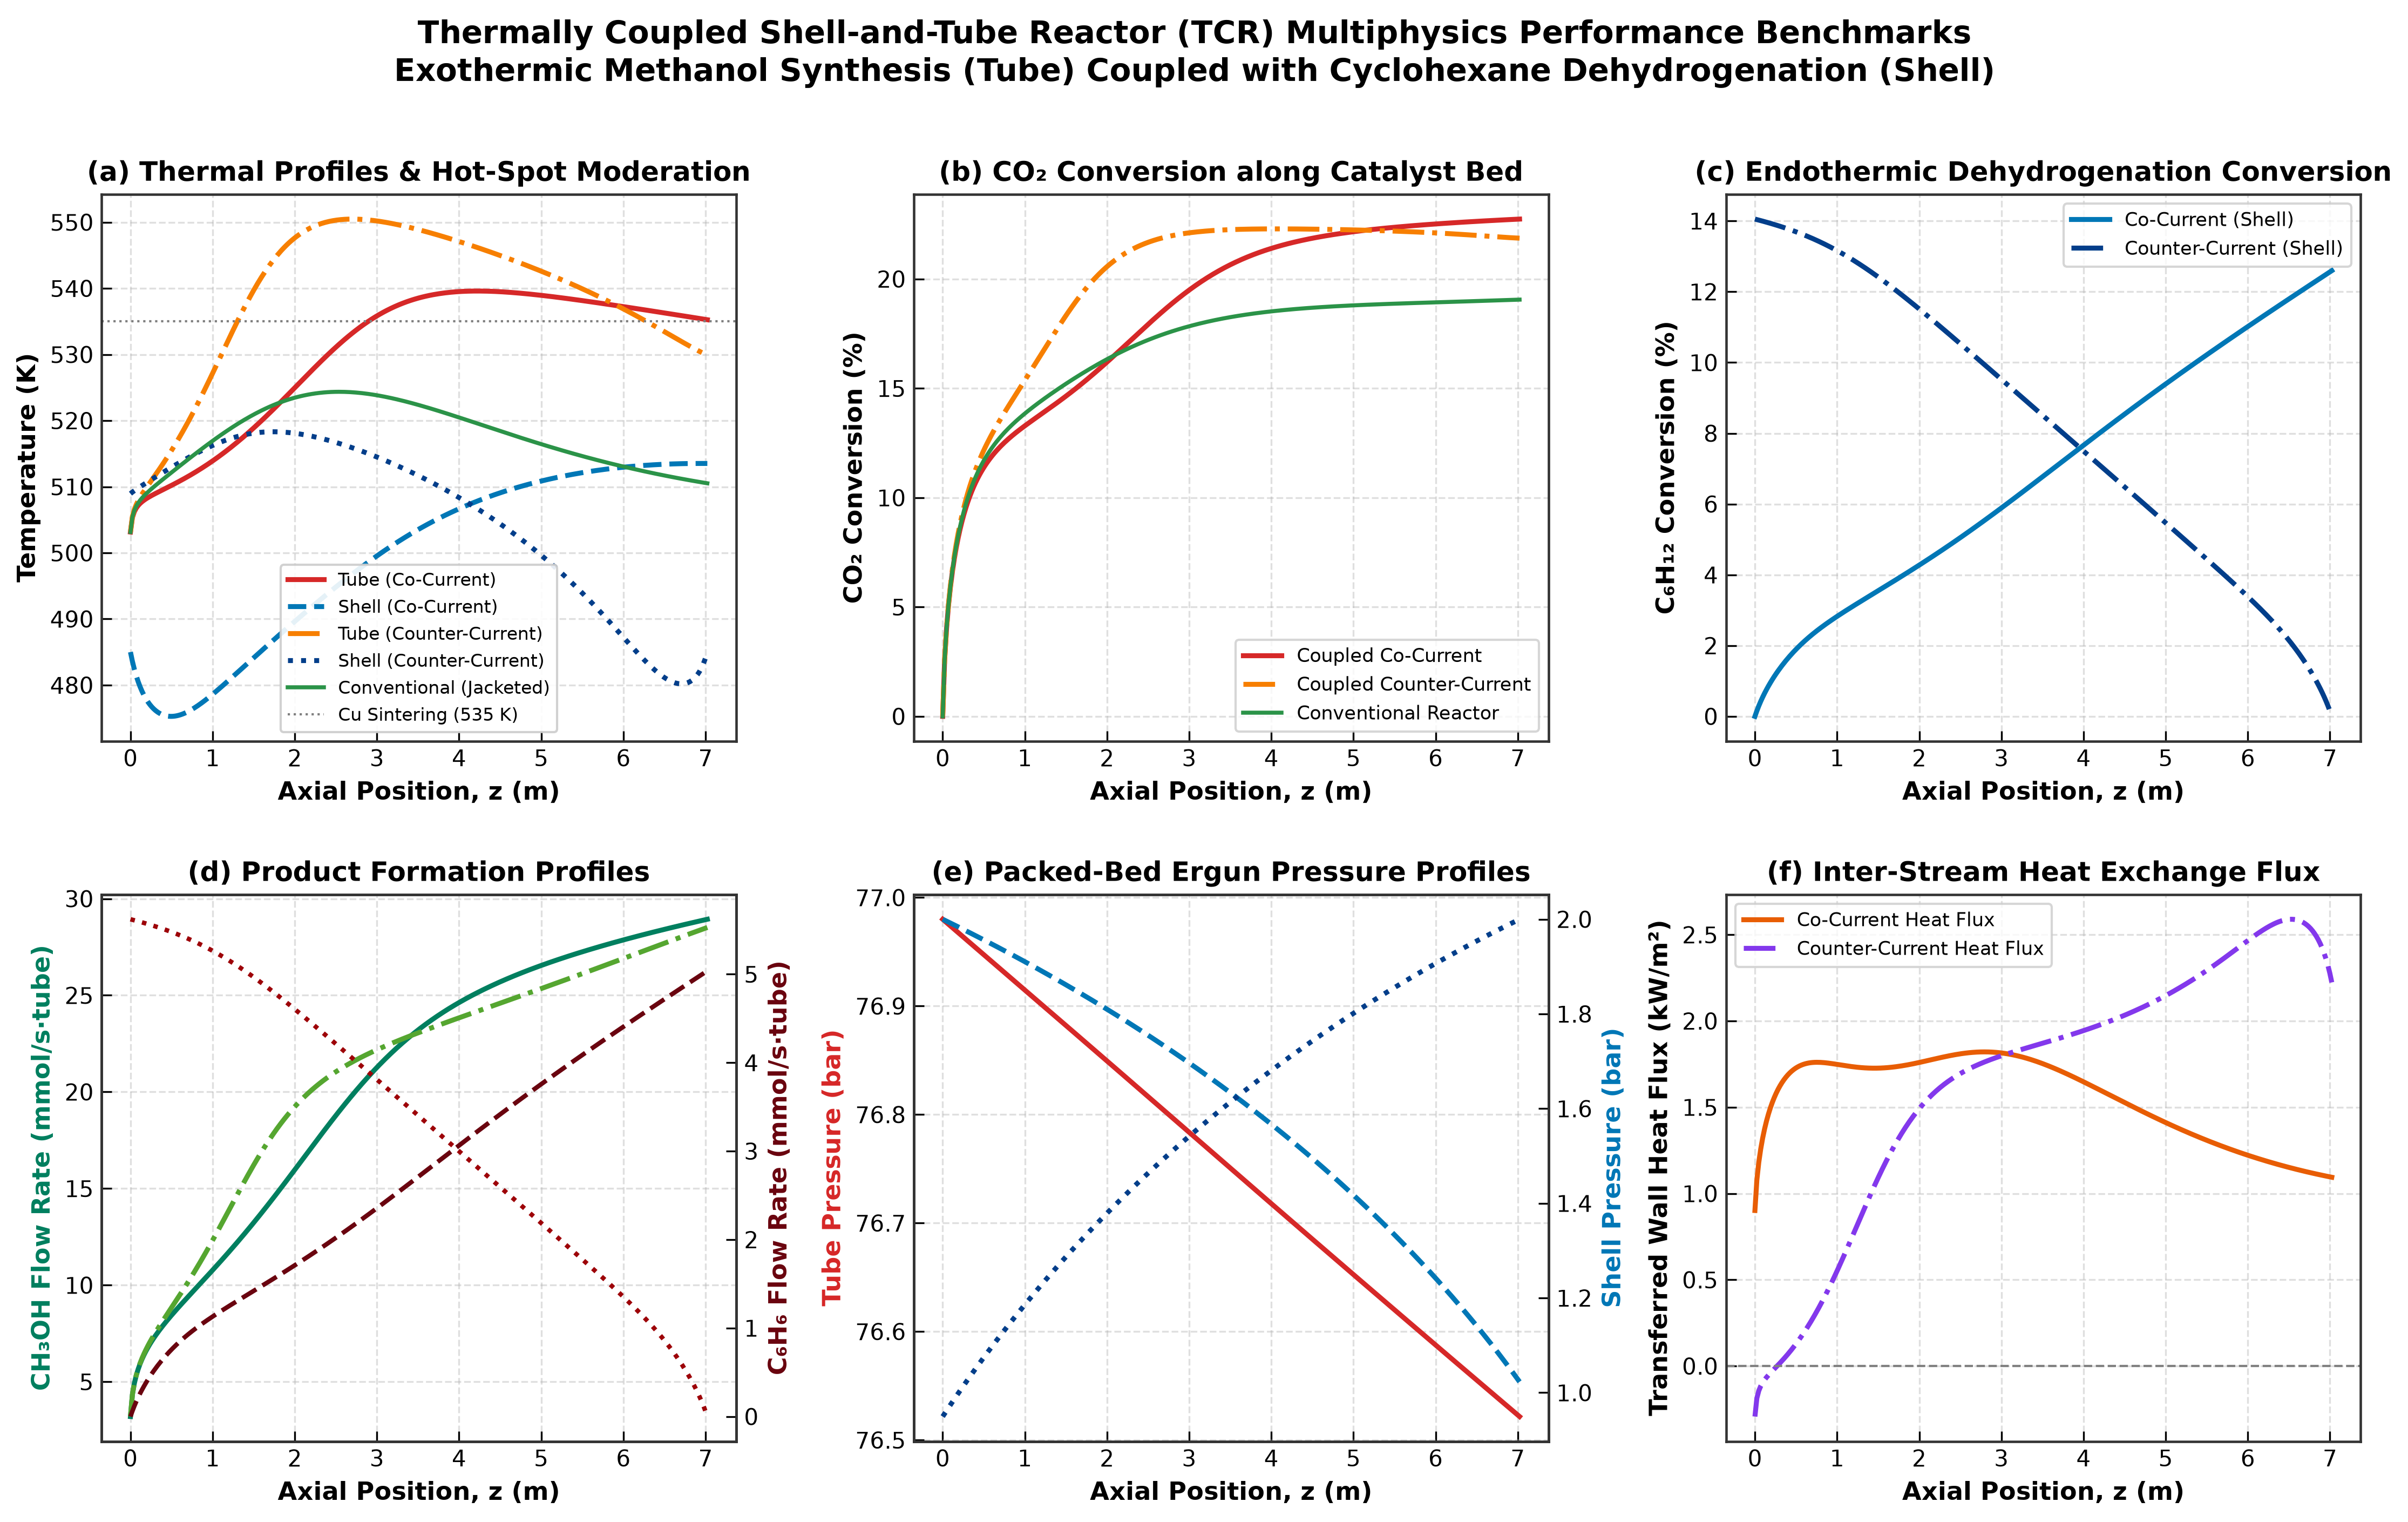 Thermally Coupled Shell-and-Tube Reactor (TCR) Multiphysics Performance Benchmarks
Exothermic Methanol Synthesis (Tube) Coupled with Cyclohexane Dehydrogenation (Shell)
(a) Thermal Profiles & Hot-Spot Moderation
Temperature (K)
550
540
530
520
510
500
490
480
Tube (Co-Current)
Shell (Co-Current)
Tube (Counter-Current)
Shell (Counter-Current)
Conventional (Jacketed)
Cu Sintering (535 K)
0 1 2 3 4 5 6 7
Axial Position, z (m)
(b) CO₂ Conversion along Catalyst Bed
CO₂ Conversion (%)
20
15
10
5
0
Coupled Co-Current
Coupled Counter-Current
Conventional Reactor
0 1 2 3 4 5 6 7
Axial Position, z (m)
(c) Endothermic Dehydrogenation Conversion
C₆H₁₂ Conversion (%)
14
12
10
8
6
4
2
0
Co-Current (Shell)
Counter-Current (Shell)
0 1 2 3 4 5 6 7
Axial Position, z (m)
(d) Product Formation Profiles
CH₃OH Flow Rate (mmol/s·tube)
30
25
20
15
10
5
5
4
3
2
1
0
C₆H₆ Flow Rate (mmol/s·tube)
0 1 2 3 4 5 6 7
Axial Position, z (m)
(e) Packed-Bed Ergun Pressure Profiles
Tube Pressure (bar)
77.0
76.9
76.8
76.7
76.6
76.5
2.0
1.8
1.6
1.4
1.2
1.0
Shell Pressure (bar)
0 1 2 3 4 5 6 7
Axial Position, z (m)
(f) Inter-Stream Heat Exchange Flux
Transferred Wall Heat Flux (kW/m²)
2.5
2.0
1.5
1.0
0.5
0.0
Co-Current Heat Flux
Counter-Current Heat Flux
0 1 2 3 4 5 6 7
Axial Position, z (m)